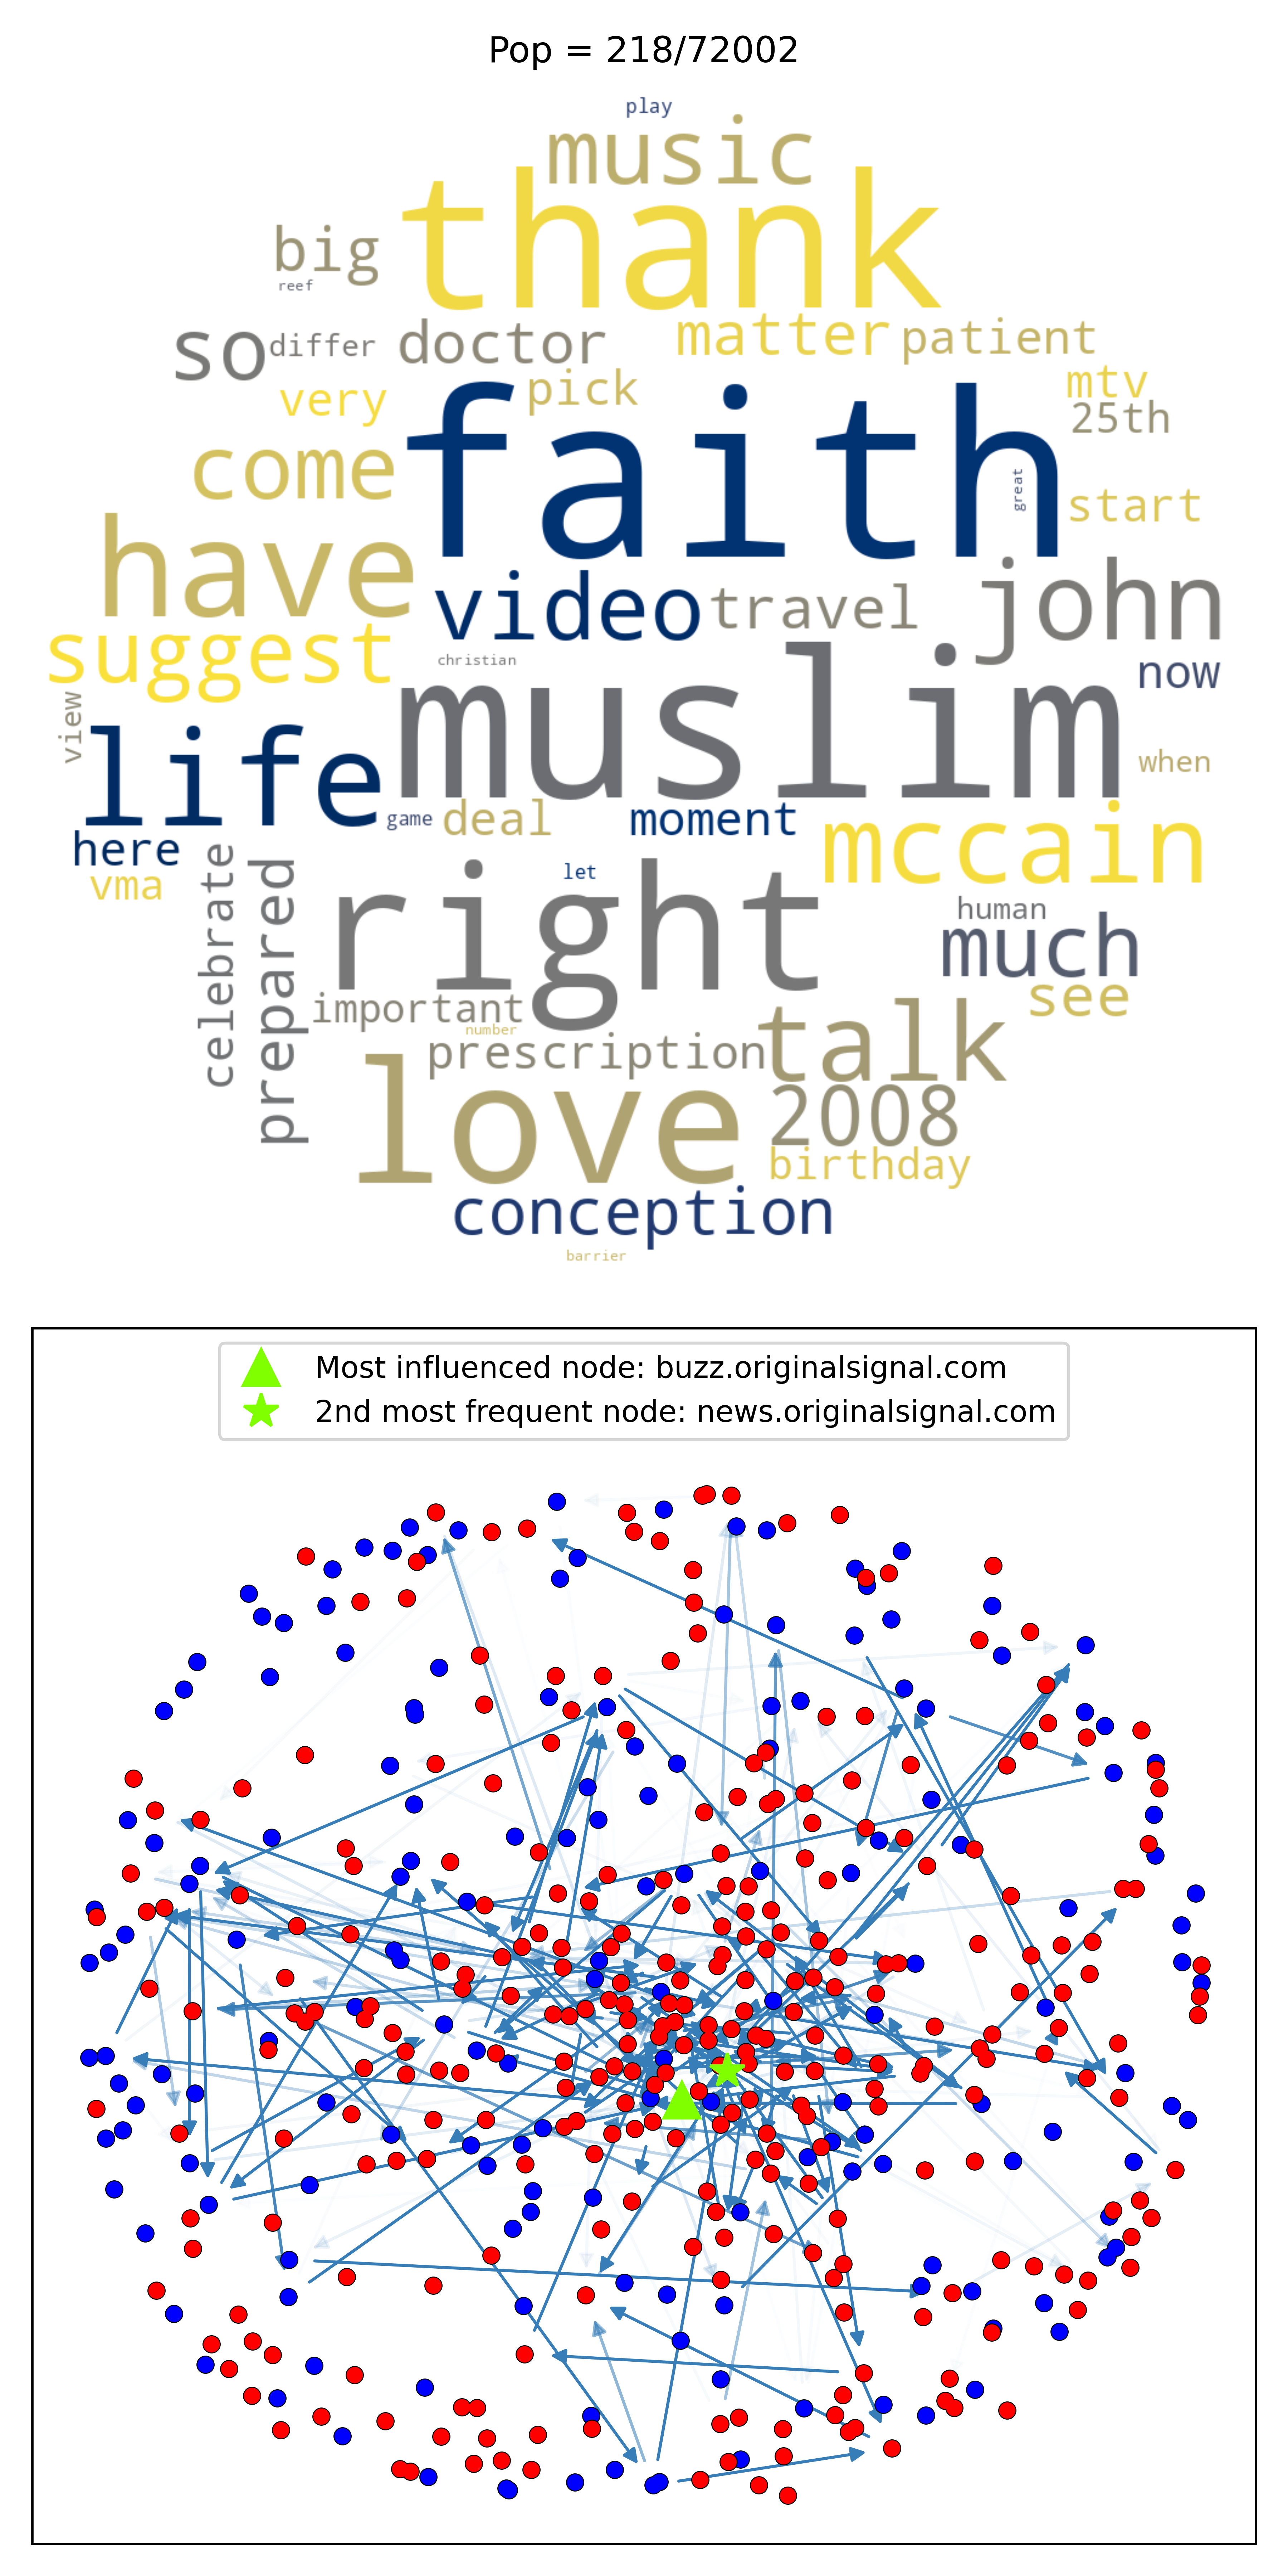 Pop = 218/72002
play
music
thank
big
reef
so differ doctor matter patient
very pick mtv
25th
come faith great start
have video travel john
suggest christian now
view life muslim when
game deal moment mccain
here let
vma celebrate prepared right human
much
important see
number
prescription talk
love 2008
birthday
conception
barrier
Most influenced node: buzz.originalsignal.com
2nd most frequent node: news.originalsignal.com